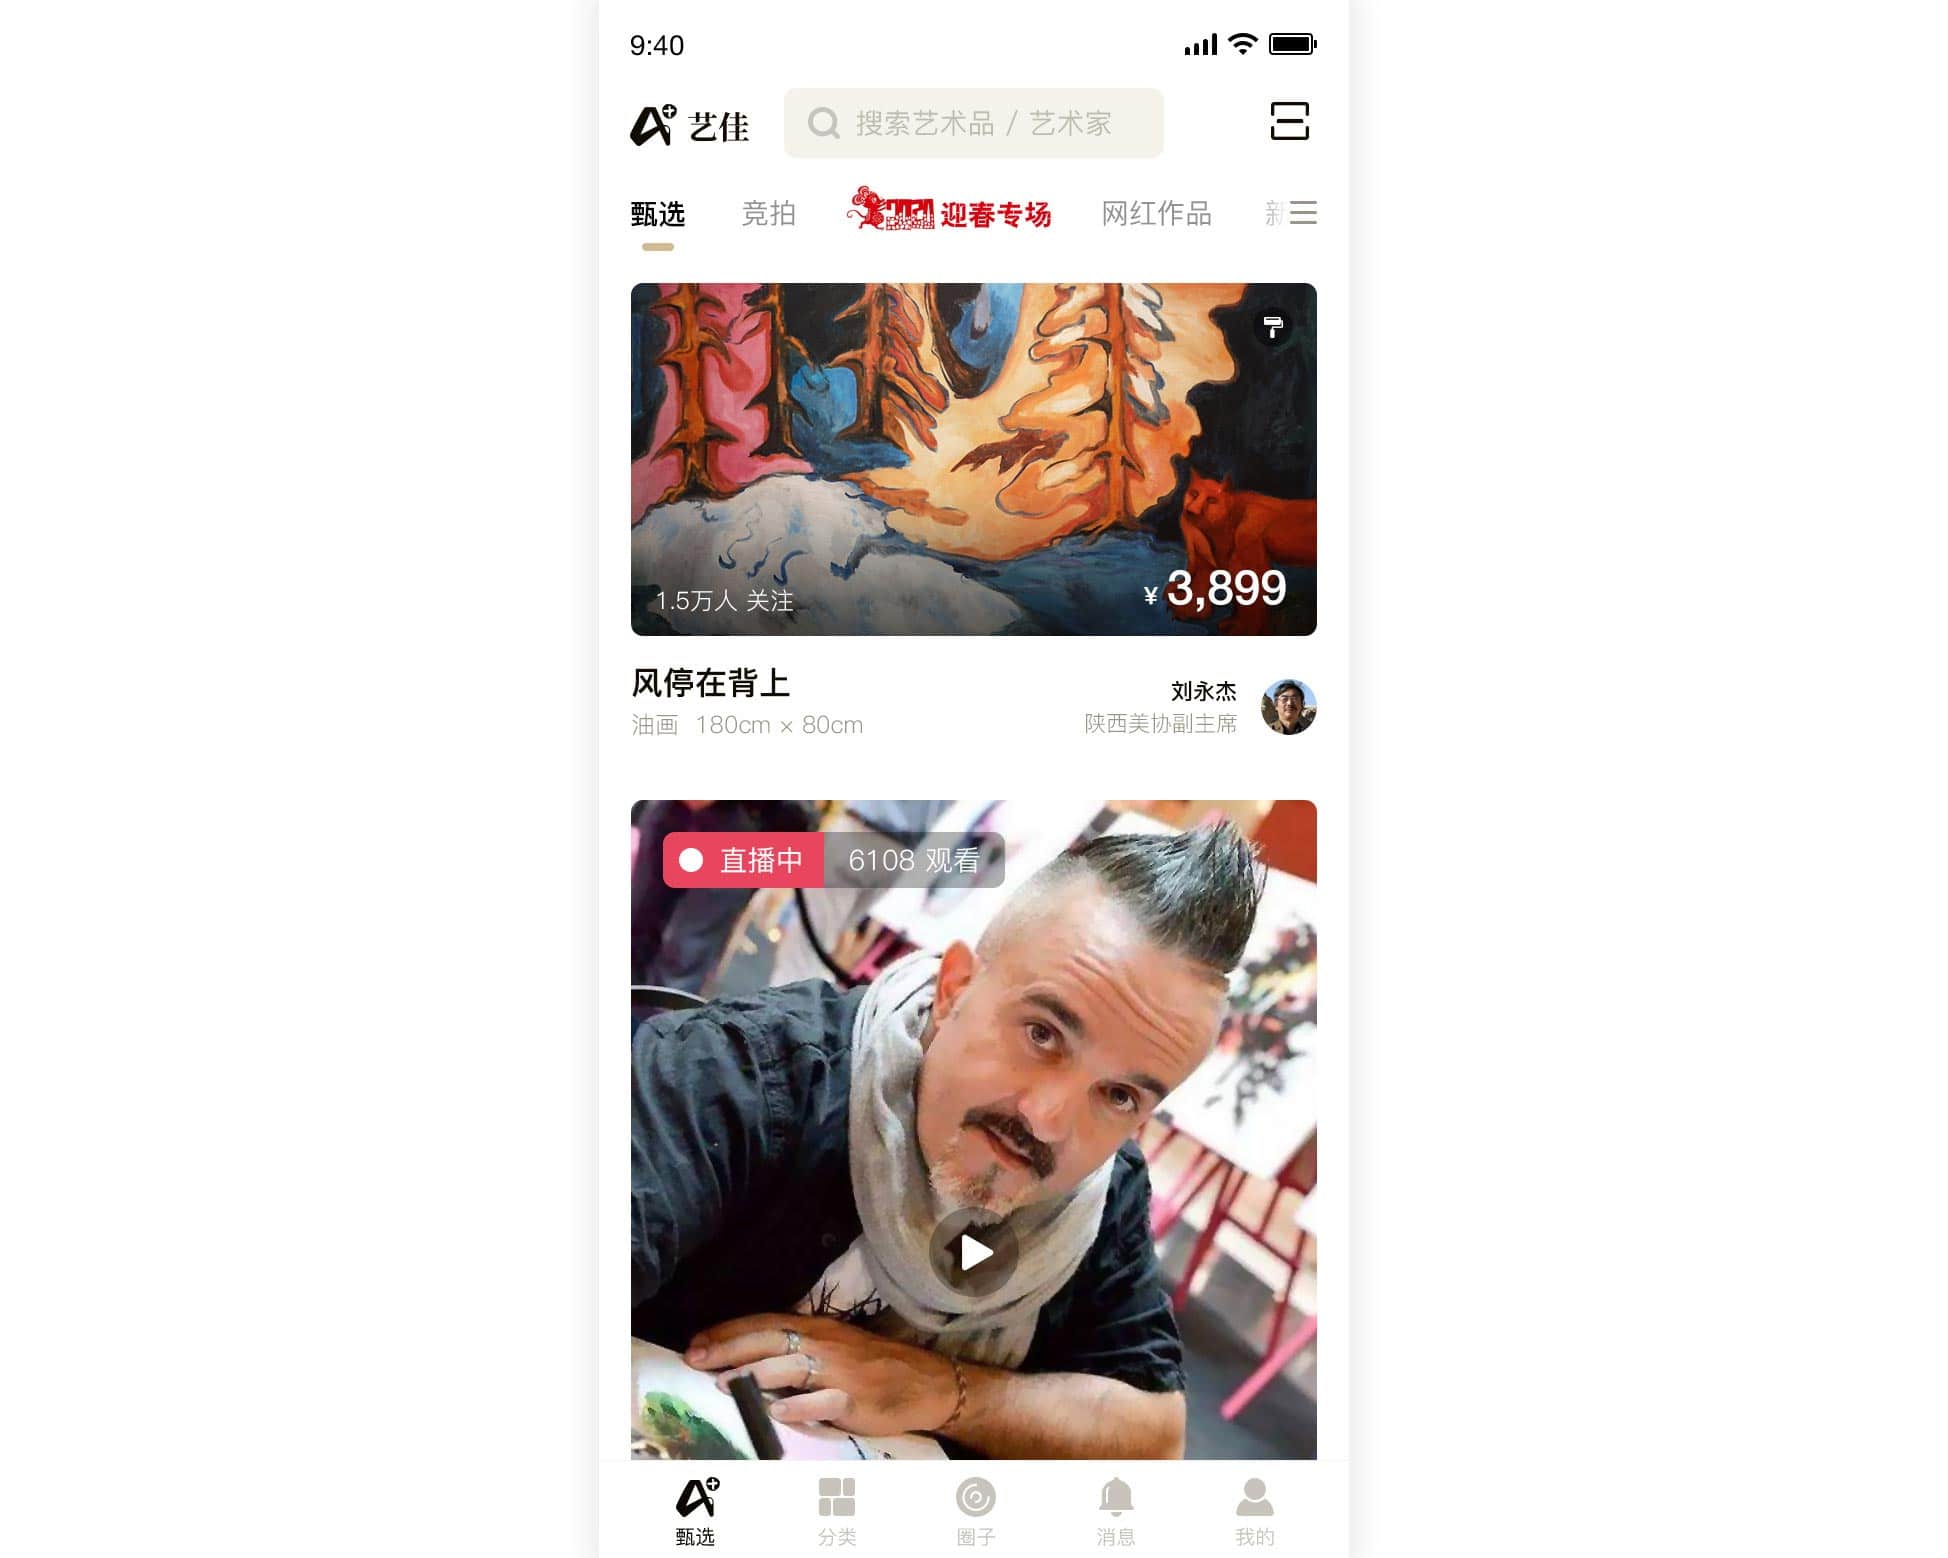 9:40
艺佳
搜索艺术品 / 艺术家
甄选 竞拍 2021 迎春专场 网红作品 新
1.5万人 关注
¥ 3,899
风停在背上
油画 180cm × 80cm
刘永杰
陕西美协副主席
直播中 6108 观看
甄选 分类 圈子 消息 我的